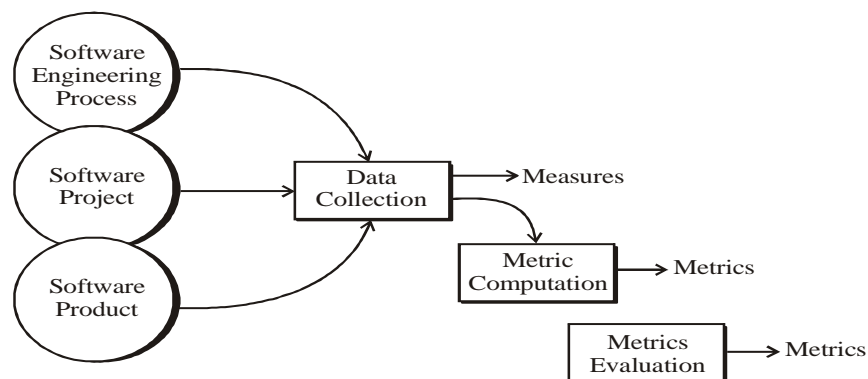 Software
Engineering
Process
Software
Project
Data
Collection
Measures
Software
Product
Metric
Computation
Metrics
Metrics
Evaluation
Metrics